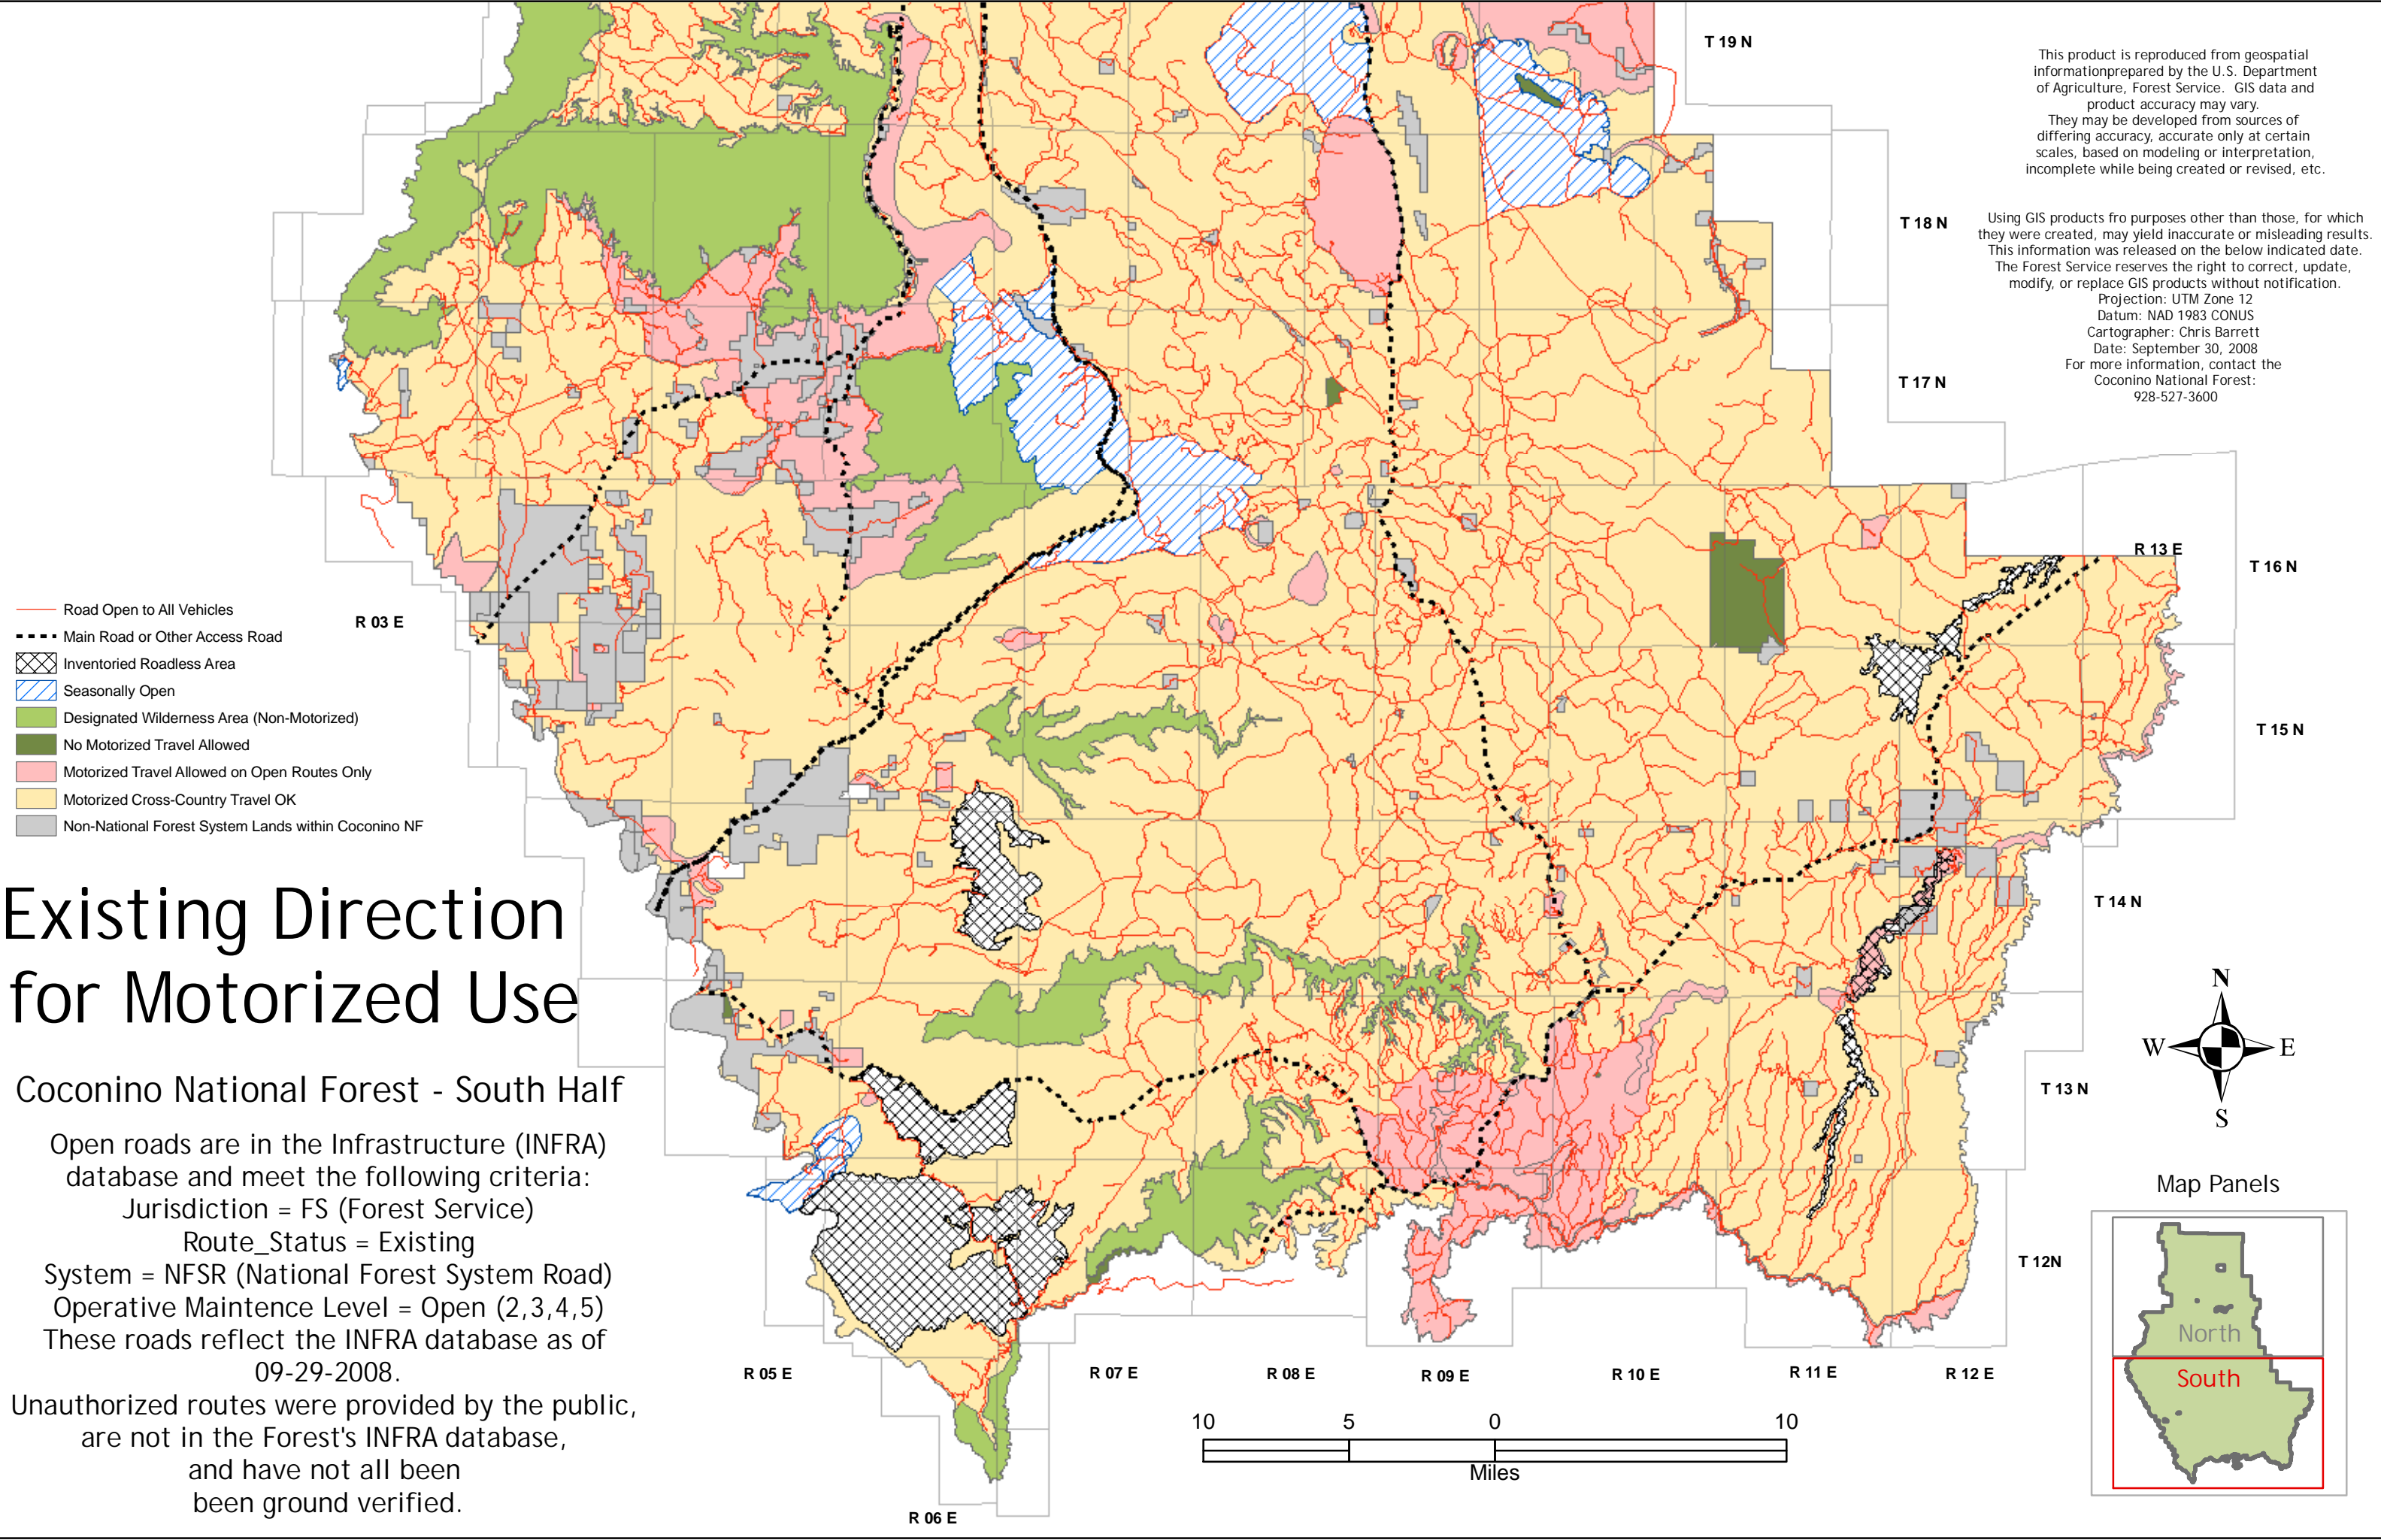 T 19 N
This product is reproduced from geospatial
informationprepared by the U.S. Department
of Agriculture, Forest Service. GIS data and
product accuracy may vary.
They may be developed from sources of
differing accuracy, accurate only at certain
scales, based on modeling or interpretation,
incomplete while being created or revised, etc.
T 18 N
Using GIS products fro purposes other than those, for which
they were created, may yield inaccurate or misleading results.
This information was released on the below indicated date.
The Forest Service reserves the right to correct, update,
modify, or replace GIS products without notification.
Projection: UTM Zone 12
Datum: NAD 1983 CONUS
Cartographer: Chris Barrett
Date: September 30, 2008
For more information, contact the
Coconino National Forest:
928-527-3600
T 17 N
R 13 E
T 16 N
R 03 E
Road Open to All Vehicles
Main Road or Other Access Road
Inventoried Roadless Area
Seasonally Open
Designated Wilderness Area (Non-Motorized)
No Motorized Travel Allowed
Motorized Travel Allowed on Open Routes Only
Motorized Cross-Country Travel OK
Non-National Forest System Lands within Coconino NF
T 15 N
T 14 N
Existing Direction
for Motorized Use
Coconino National Forest - South Half
Open roads are in the Infrastructure (INFRA)
database and meet the following criteria:
Jurisdiction = FS (Forest Service)
Route_Status = Existing
System = NFSR (National Forest System Road)
Operative Maintence Level = Open (2,3,4,5)
These roads reflect the INFRA database as of
09-29-2008.
Unauthorized routes were provided by the public,
are not in the Forest's INFRA database,
and have not all been
been ground verified.
N
W E
S
T 13 N
T 12N
Map Panels
North
South
R 05 E
R 07 E
R 08 E
R 09 E
R 10 E
R 11 E
R 12 E
R 06 E
10 5 0 10
Miles